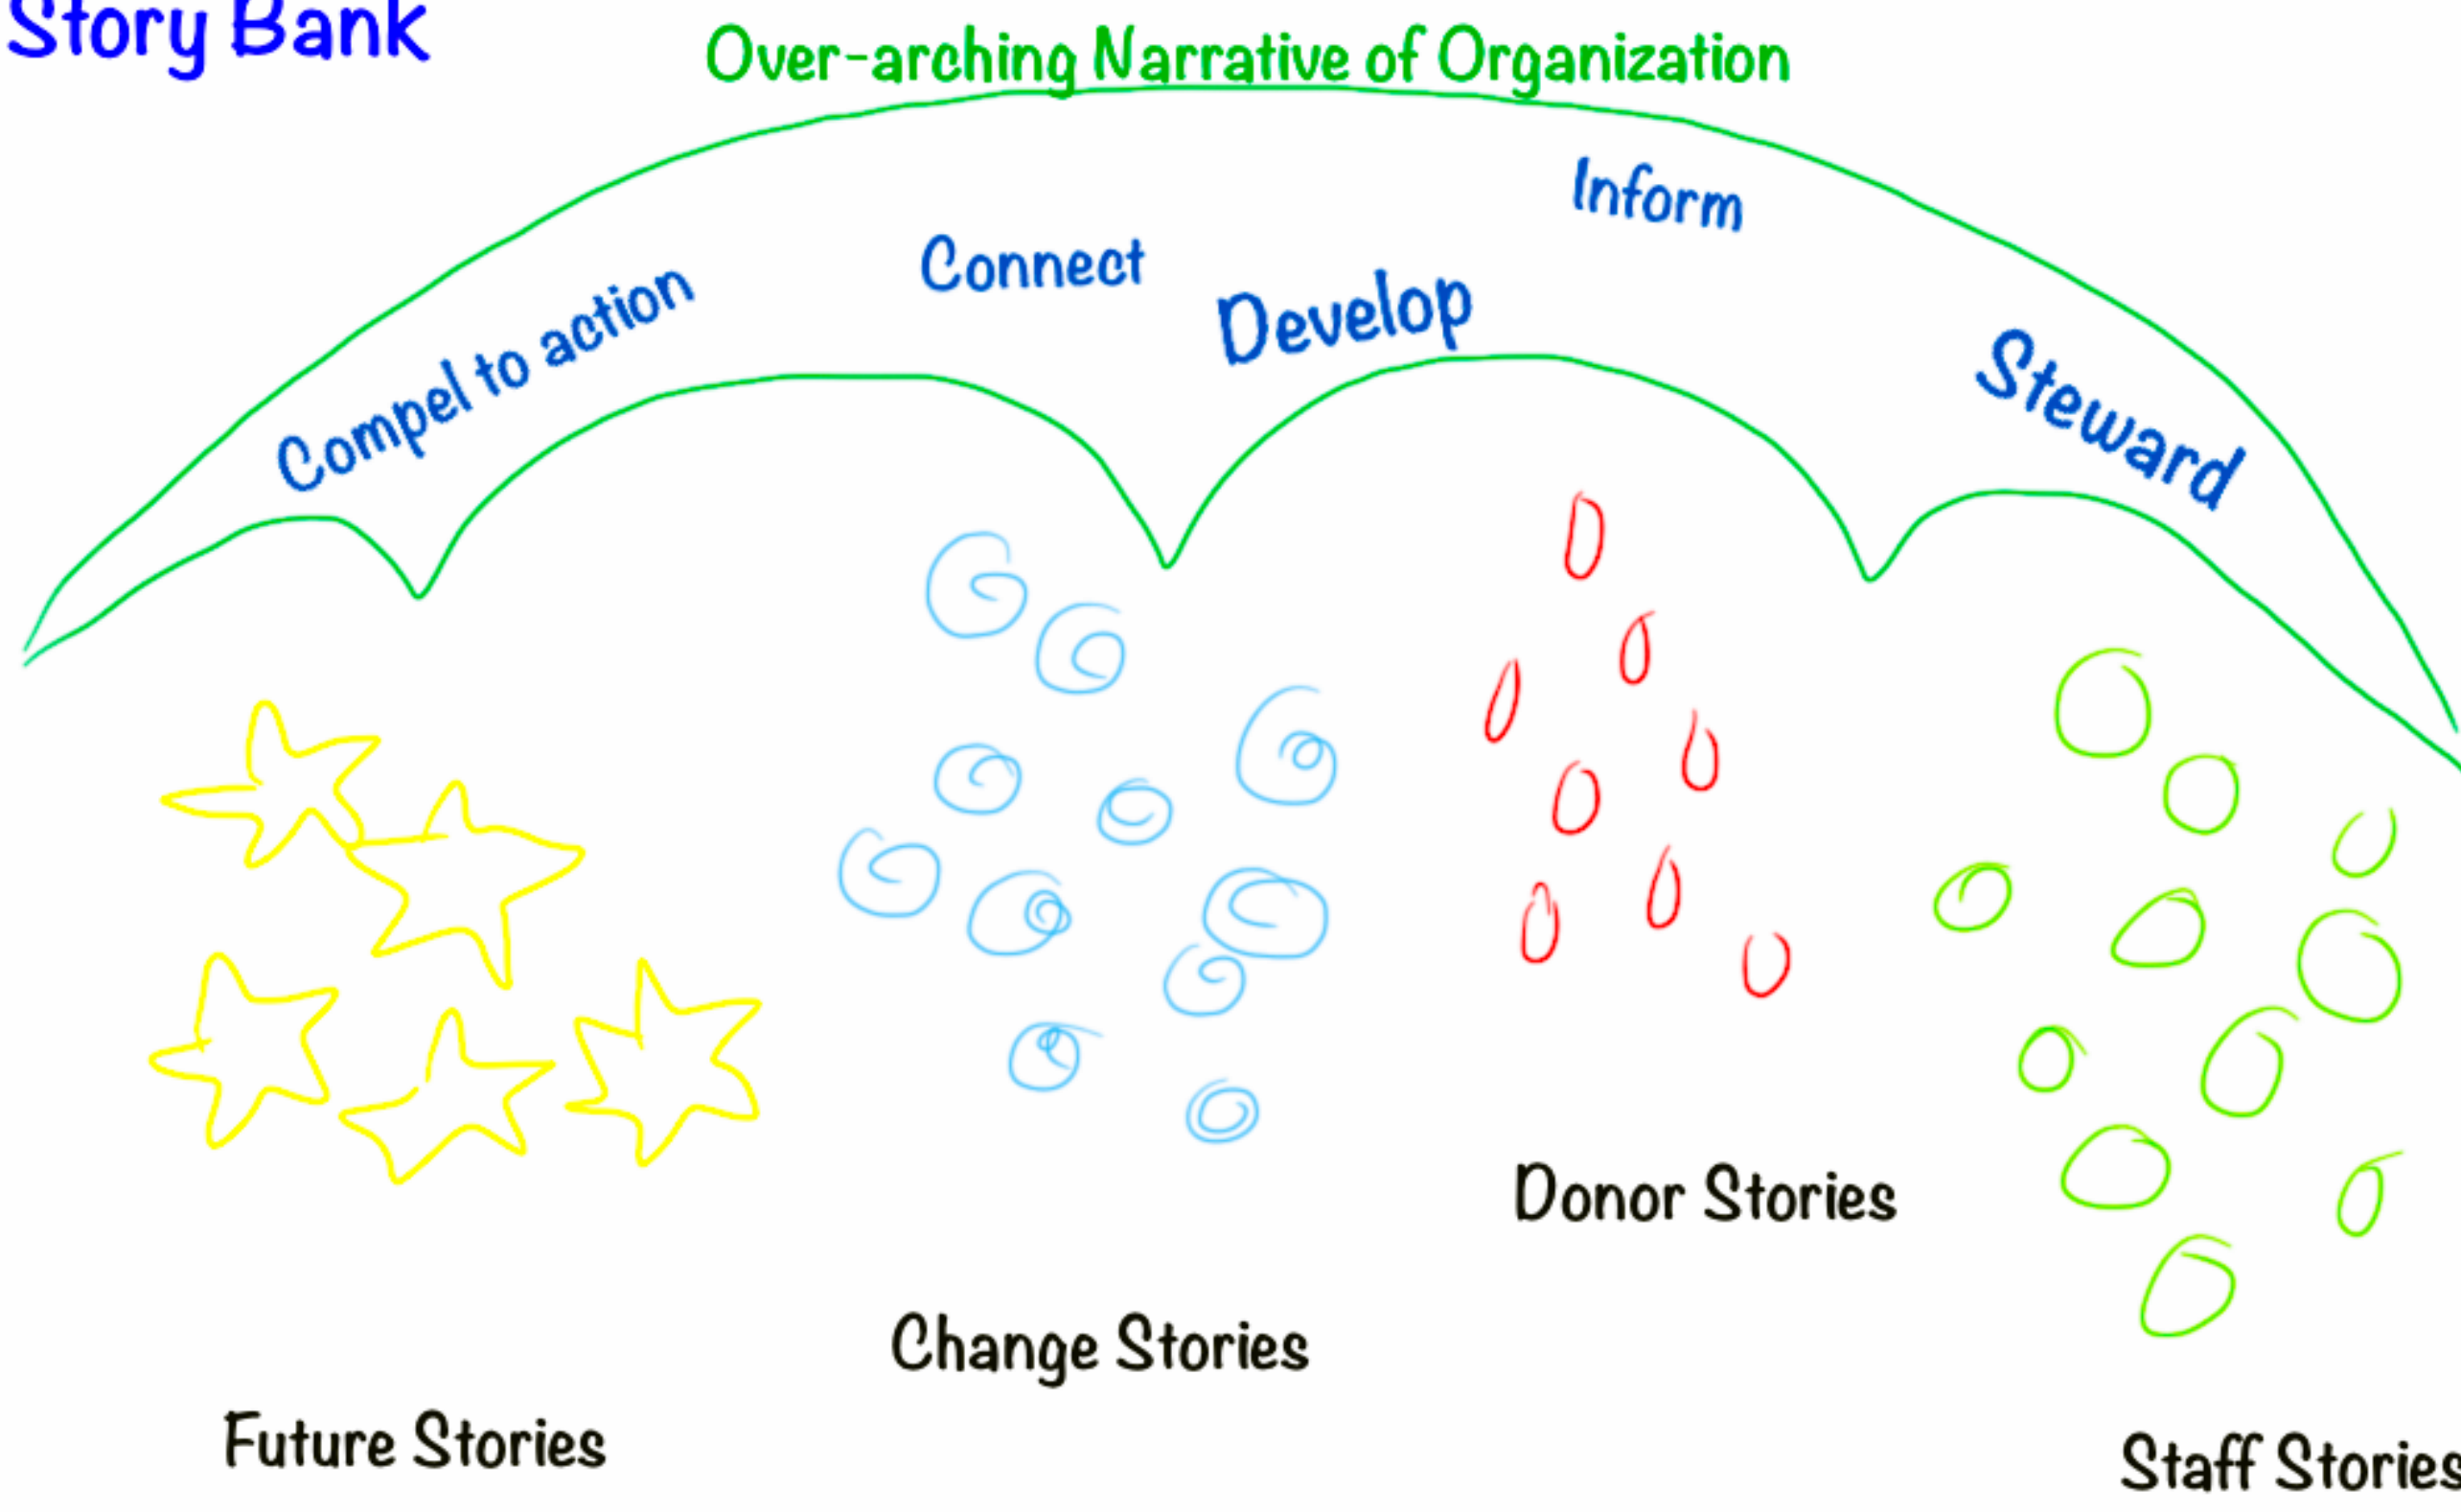 Story Bank
Over-arching Narrative of Organization
Inform
Connect
Develop
Compel to action
Steward
Donor Stories
Change Stories
Future Stories
Staff Stories